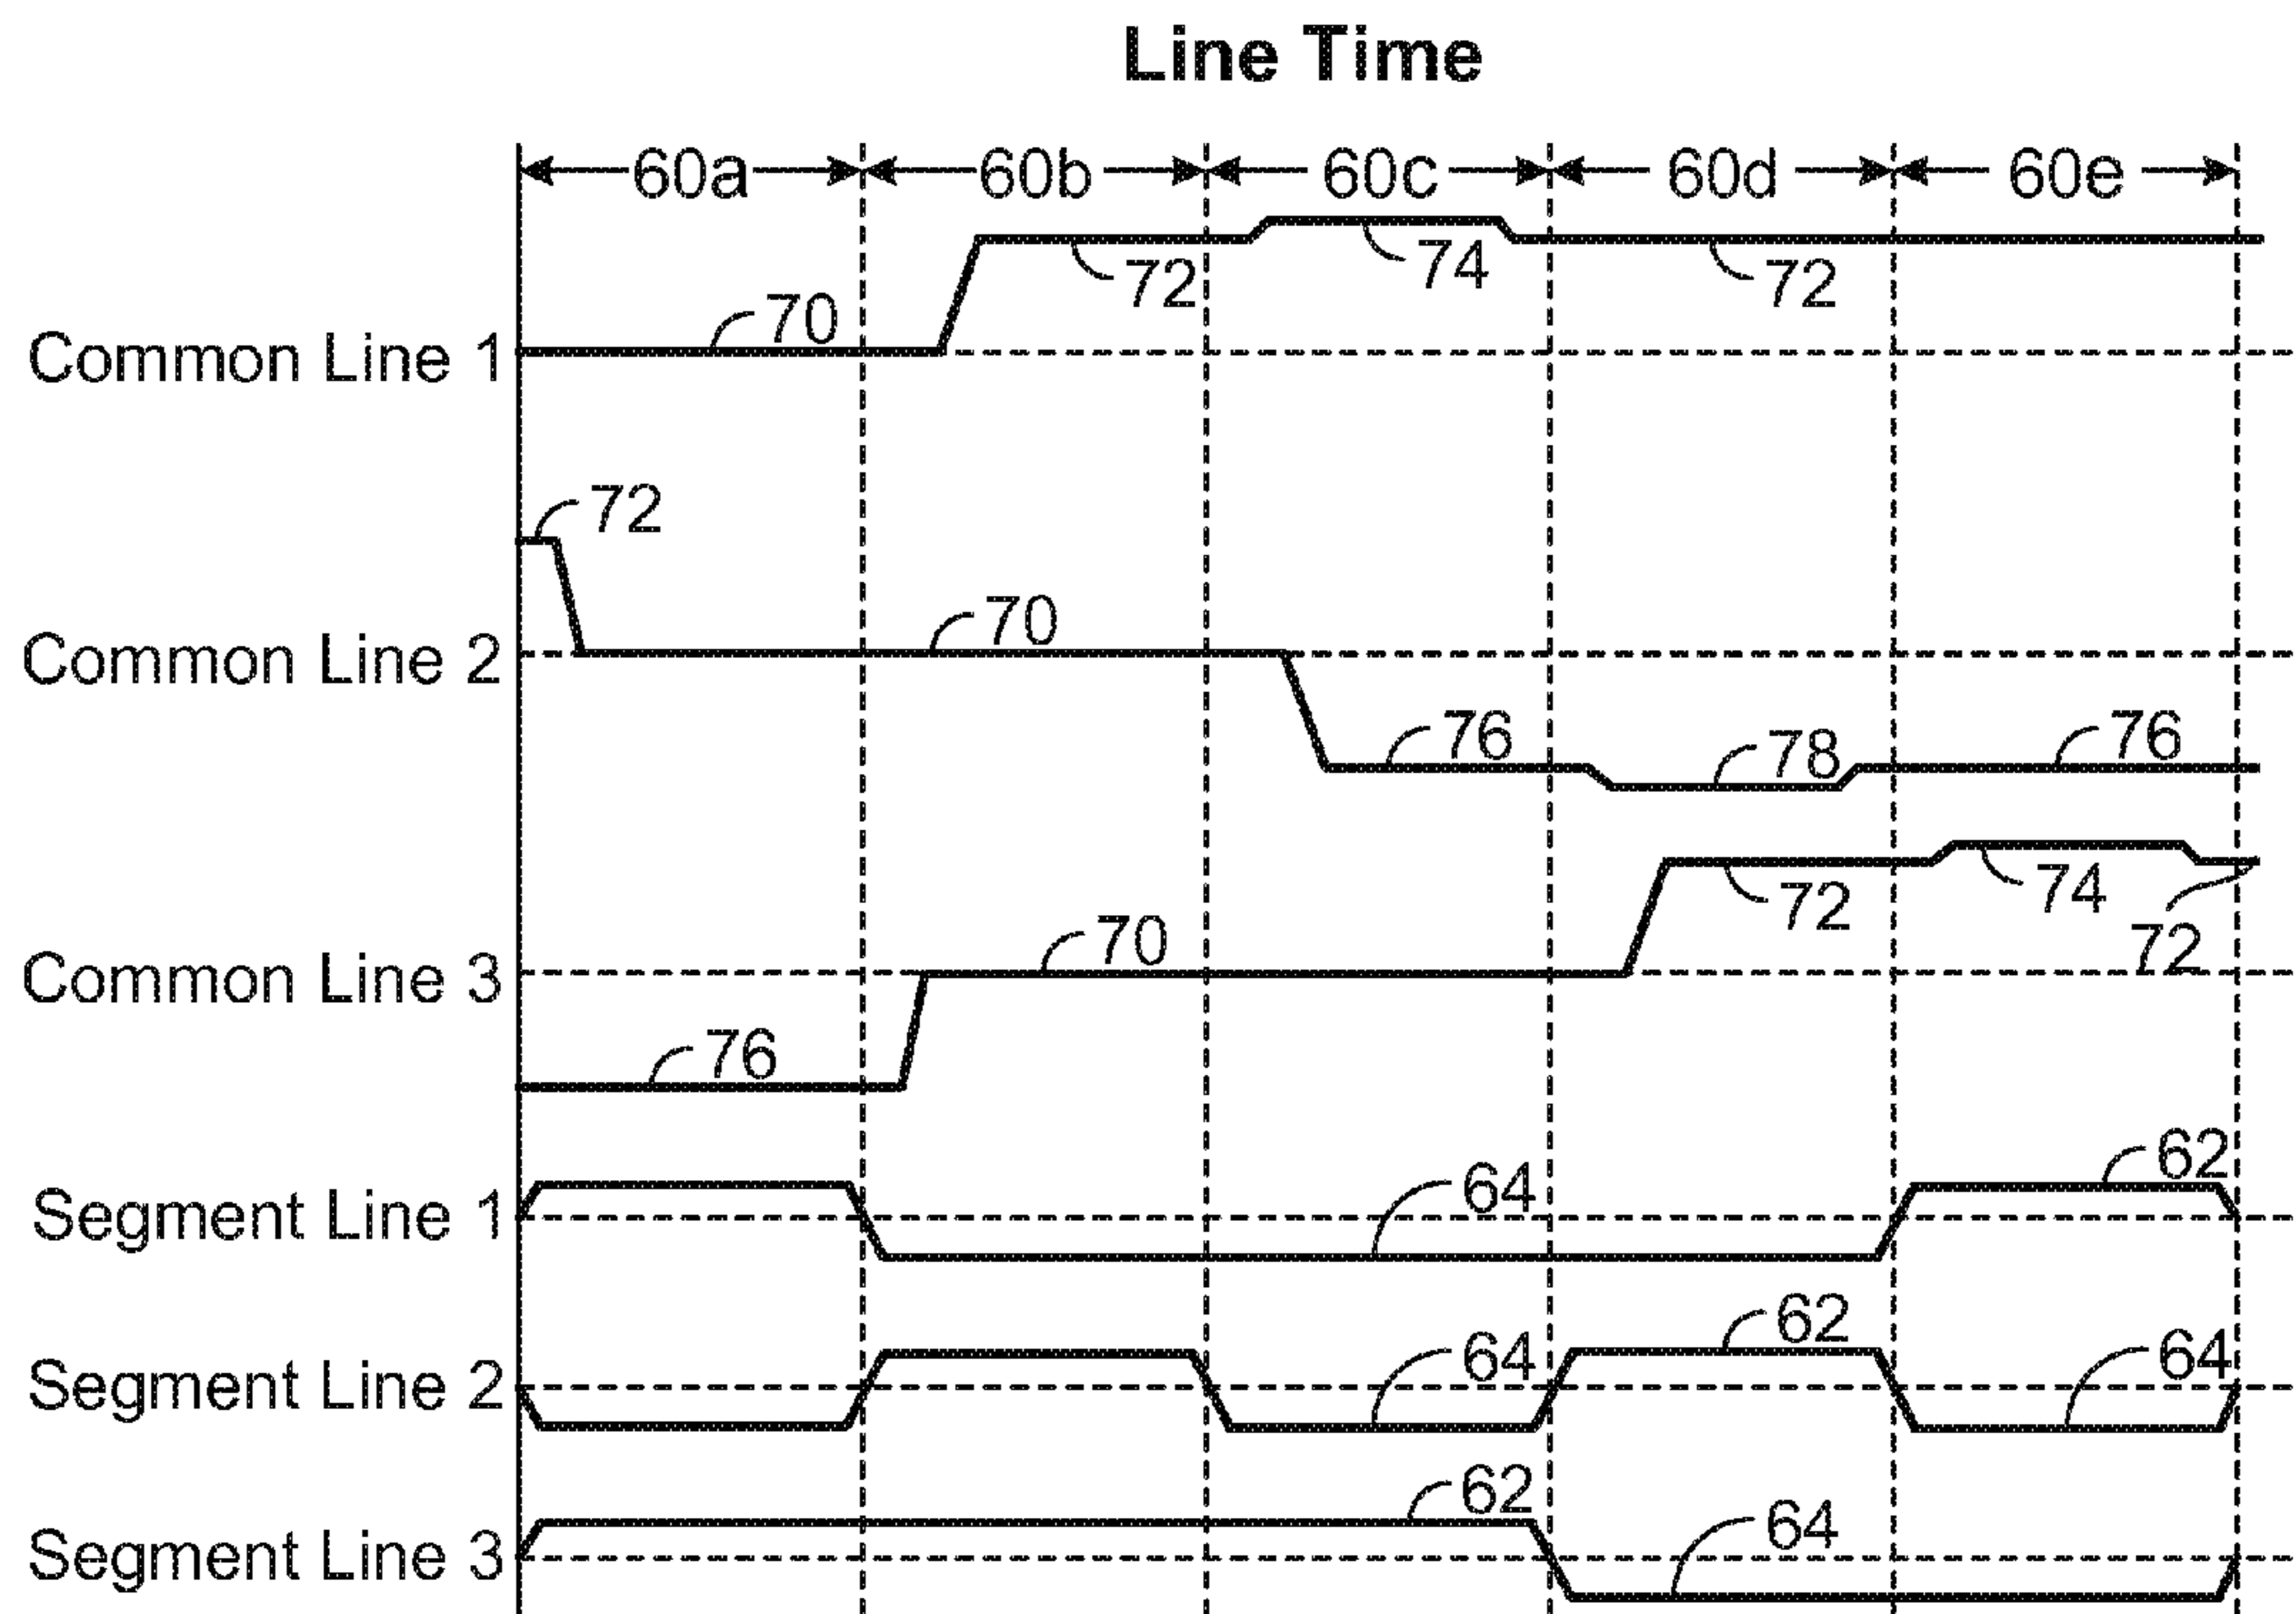 Line Time
60a 60b 60c 60d 60e
72 74 72
70
Common Line 1
72
70
Common Line 2
76 78 76
72 74 72
70
Common Line 3
76
62
64
Segment Line 1
62
64 64
Segment Line 2
62
64
Segment Line 3